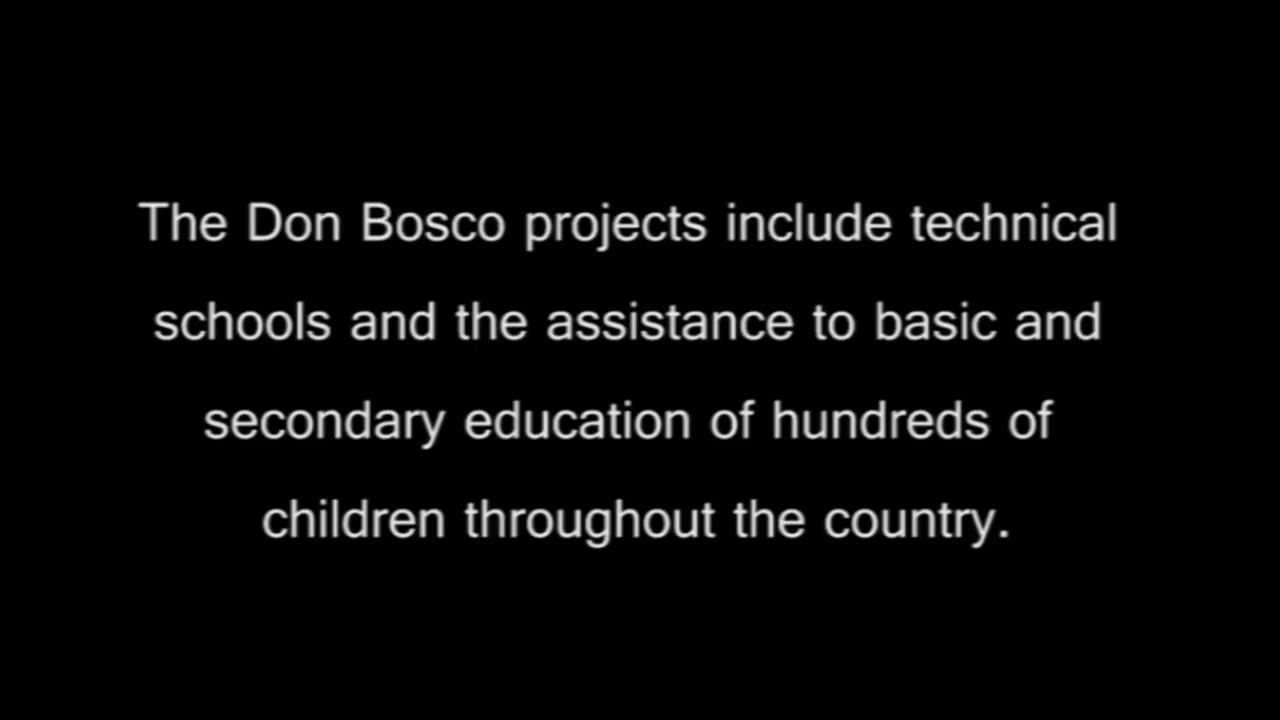 The Don Bosco projects include technical
schools and the assistance to basic and
secondary education of hundreds of
children throughout the country.